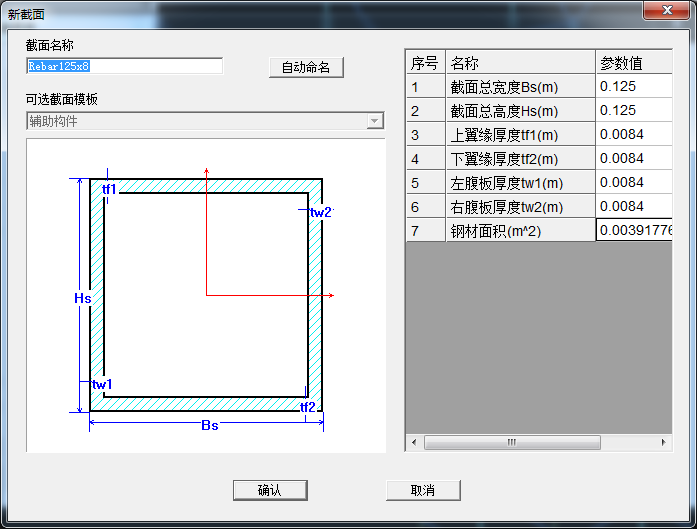 新截面
截面名称
Rebar125x8
自动命名
可选截面模板
辅助构件
tf1
tw2
Hs
tw1
tf2
Bs
序号 名称 参数值
1 截面总宽度Bs(m) 0.125
2 截面总高度Hs(m) 0.125
3 上翼缘厚度tf1(m) 0.0084
4 下翼缘厚度tf2(m) 0.0084
5 左腹板厚度tw1(m) 0.0084
6 右腹板厚度tw2(m) 0.0084
7 钢材面积(m^2) 0.00391776
确认
取消